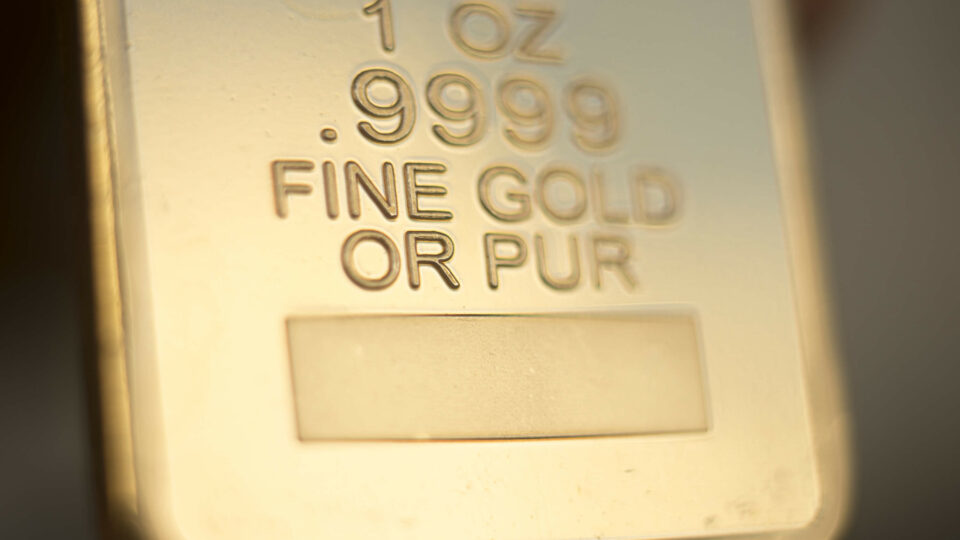 1 OZ
.9999
FINE GOLD
OR PUR